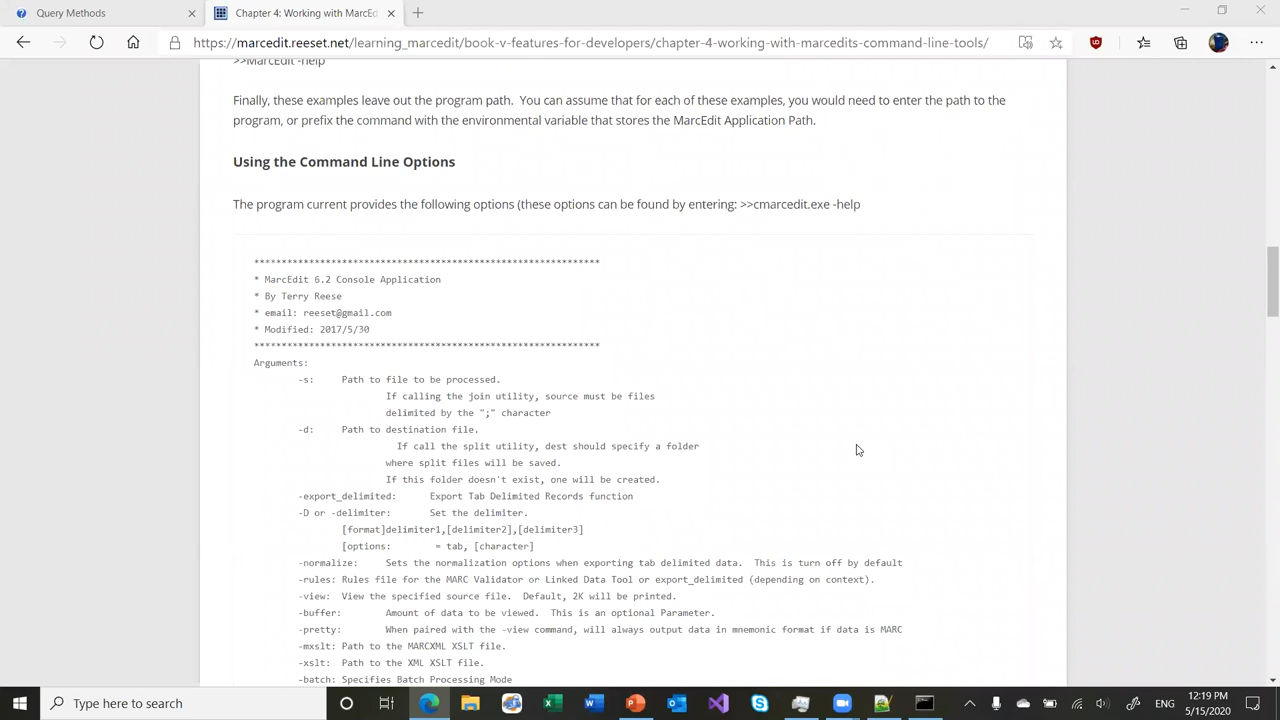 Query Methods
Chapter 4: Working with MarcEd
https://marcedit.reeset.net/learning_marcedit/book-v-features-for-developers/chapter-4-working-with-marcedits-command-line-tools/
>>MarcEdit -help
Finally, these examples leave out the program path.  You can assume that for each of these examples, you would need to enter the path to the
program, or prefix the command with the environmental variable that stores the MarcEdit Application Path.
Using the Command Line Options
The program current provides the following options (these options can be found by entering: >>cmarcedit.exe -help
***************************************************************
* MarcEdit 6.2 Console Application
* By Terry Reese
* email: reeset@gmail.com
* Modified: 2017/5/30
***************************************************************
Arguments:
-s: Path to file to be processed.
If calling the join utility, source must be files
delimited by the ";" character
-d: Path to destination file.
If call the split utility, dest should specify a folder
where split files will be saved.
If this folder doesn't exist, one will be created.
-export_delimited: Export Tab Delimited Records function
-D or -delimiter: Set the delimiter.
[format]delimiter1,[delimiter2],[delimiter3]
[options: = tab, [character]
-normalize: Sets the normalization options when exporting tab delimited data.  This is turn off by default
-rules: Rules file for the MARC Validator or Linked Data Tool or export_delimited (depending on context).
-view: View the specified source file.  Default, 2K will be printed.
-buffer: Amount of data to be viewed.  This is an optional Parameter.
-pretty: When paired with the -view command, will always output data in mnemonic format if data is MARC
-mxslt: Path to the MARCXML XSLT file.
-xslt: Path to the XML XSLT file.
-batch: Specifies Batch Processing Mode
Type here to search
ENG
12:19 PM
5/15/2020